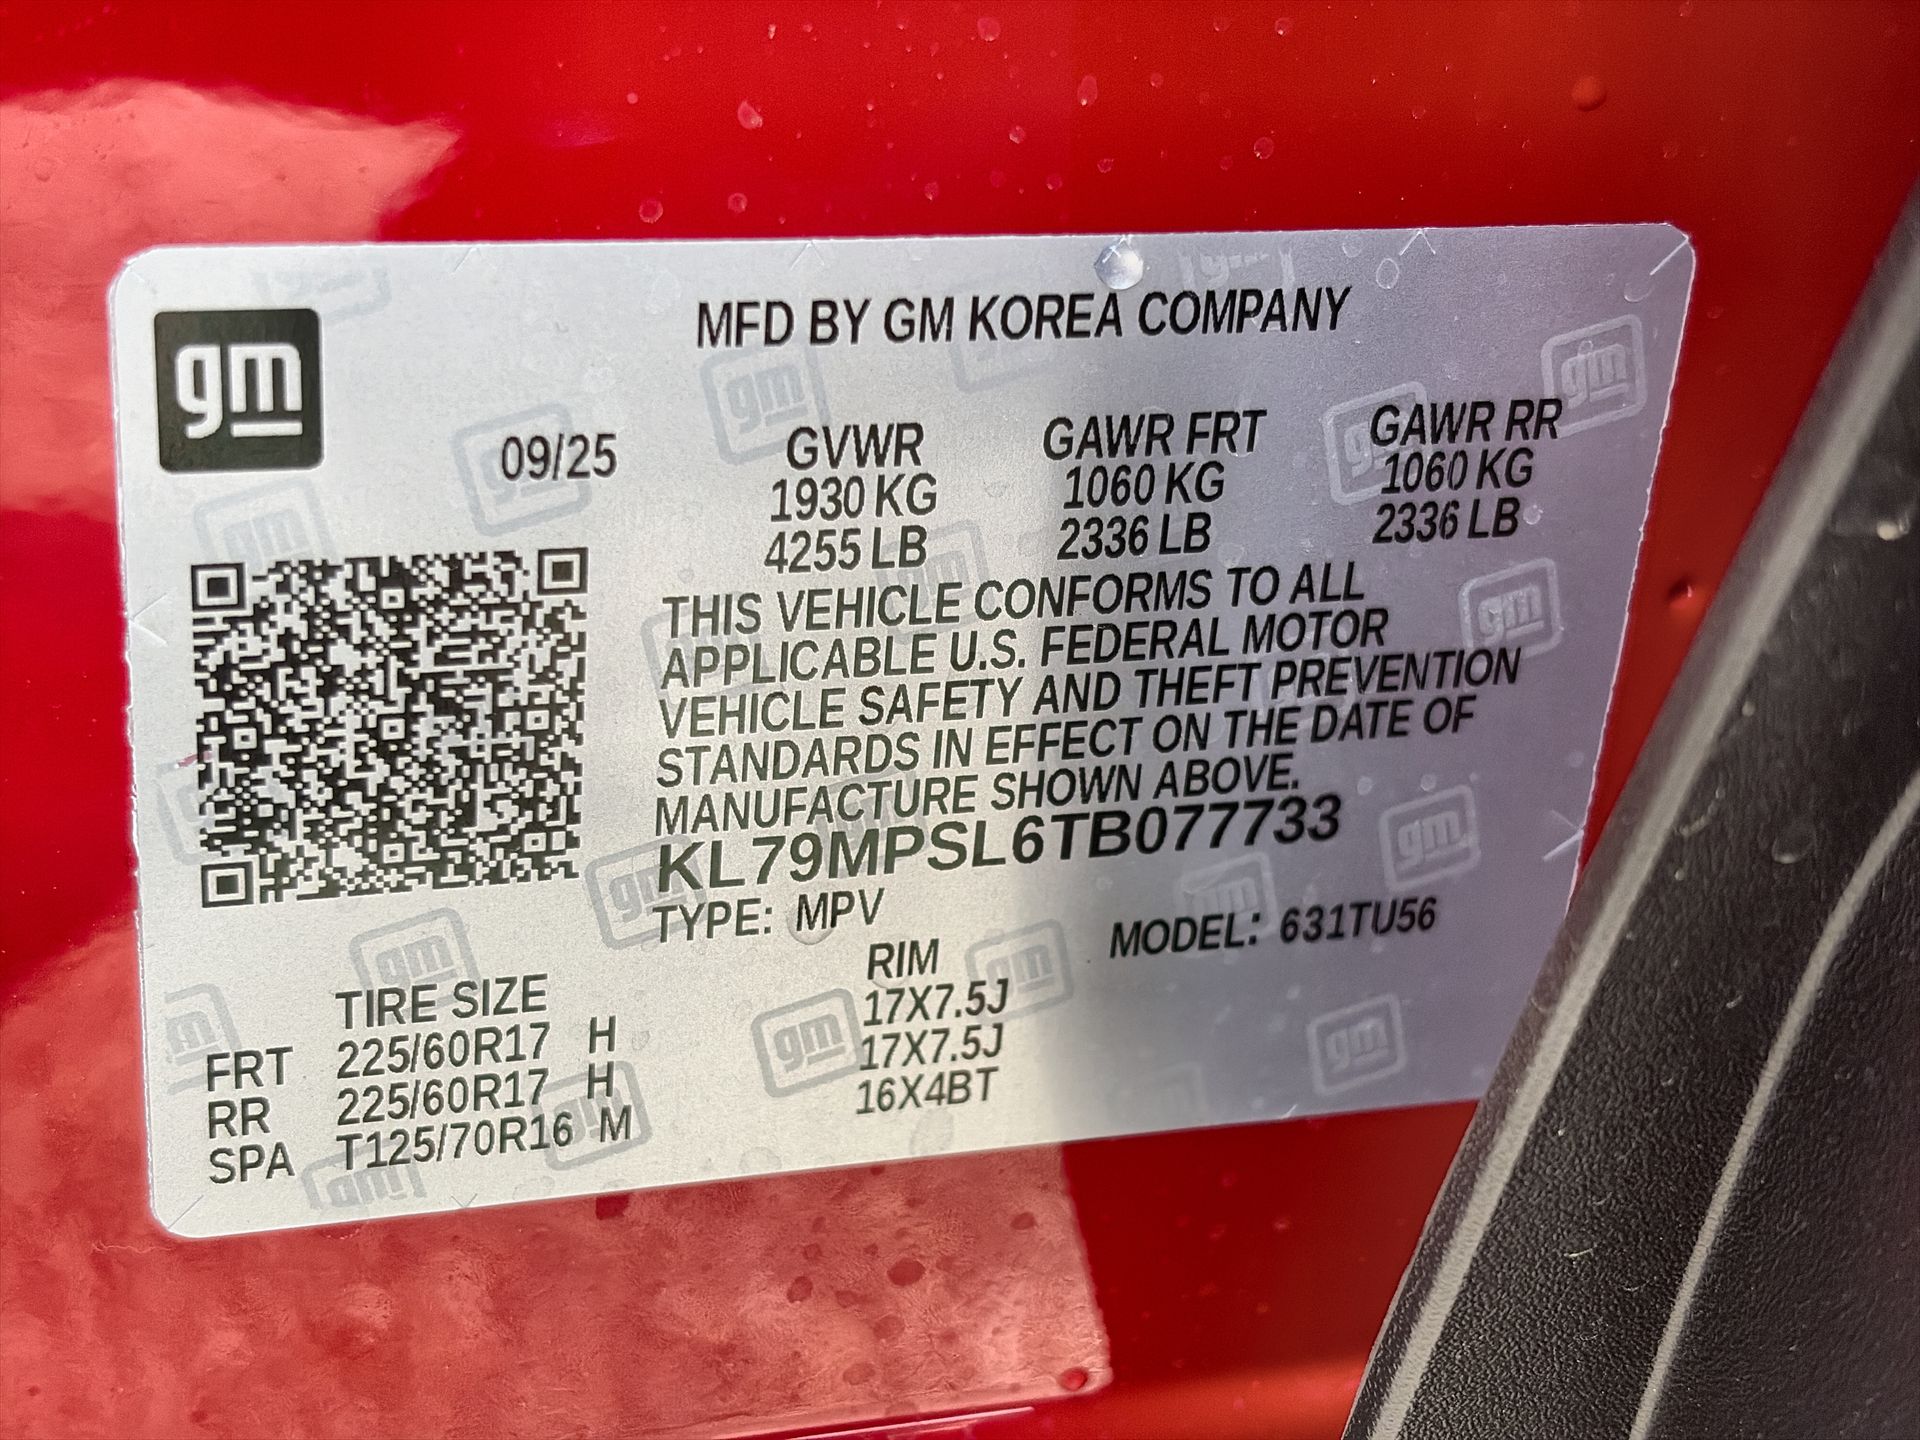 gm
MFD BY GM KOREA COMPANY
09/25 GVWR GAWR FRT GAWR RR
1930 KG 1060 KG 1060 KG
4255 LB 2336 LB 2336 LB
THIS VEHICLE CONFORMS TO ALL
APPLICABLE U.S. FEDERAL MOTOR
VEHICLE SAFETY AND THEFT PREVENTION
STANDARDS IN EFFECT ON THE DATE OF
MANUFACTURE SHOWN ABOVE.
KL79MPSL6TB077733
TYPE: MPV MODEL: 631TU56
TIRE SIZE RIM
FRT 225/60R17 H 17X7.5J
RR 225/60R17 H 17X7.5J
SPA T125/70R16 M 16X4BT